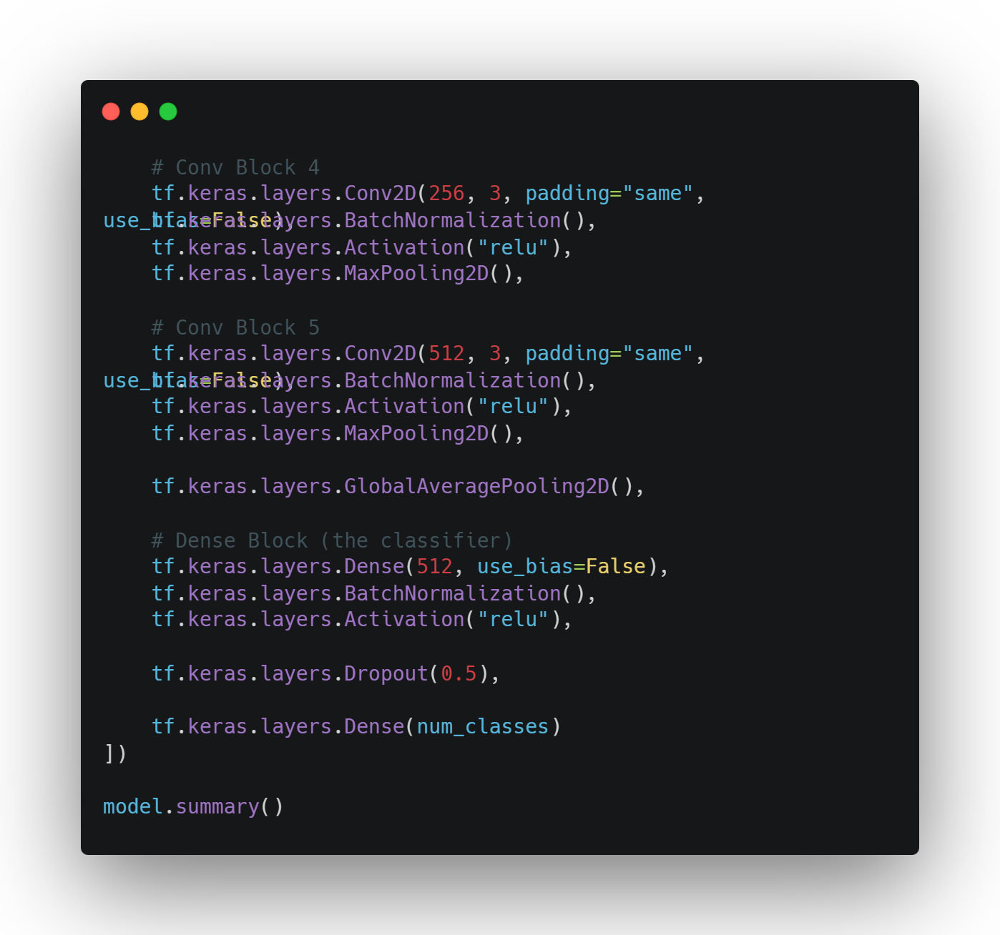 # Conv Block 4
tf.keras.layers.Conv2D(256, 3, padding="same",
use_bias=False),
tf.keras.layers.BatchNormalization(),
tf.keras.layers.Activation("relu"),
tf.keras.layers.MaxPooling2D(),
# Conv Block 5
tf.keras.layers.Conv2D(512, 3, padding="same",
use_bias=False),
tf.keras.layers.BatchNormalization(),
tf.keras.layers.Activation("relu"),
tf.keras.layers.MaxPooling2D(),
tf.keras.layers.GlobalAveragePooling2D(),
# Dense Block (the classifier)
tf.keras.layers.Dense(512, use_bias=False),
tf.keras.layers.BatchNormalization(),
tf.keras.layers.Activation("relu"),
tf.keras.layers.Dropout(0.5),
tf.keras.layers.Dense(num_classes)
])
model.summary()